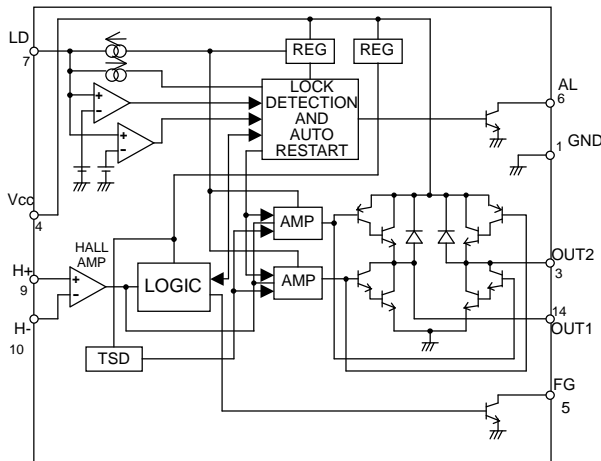 LD
7
REG
REG
+
-
+
-
LOCK
DETECTION
AND
AUTO
RESTART
AL
6
1
GND
Vcc
4
AMP
HALL
AMP
H+
9
+
-
LOGIC
AMP
OUT2
3
H-
10
TSD
14
OUT1
FG
5